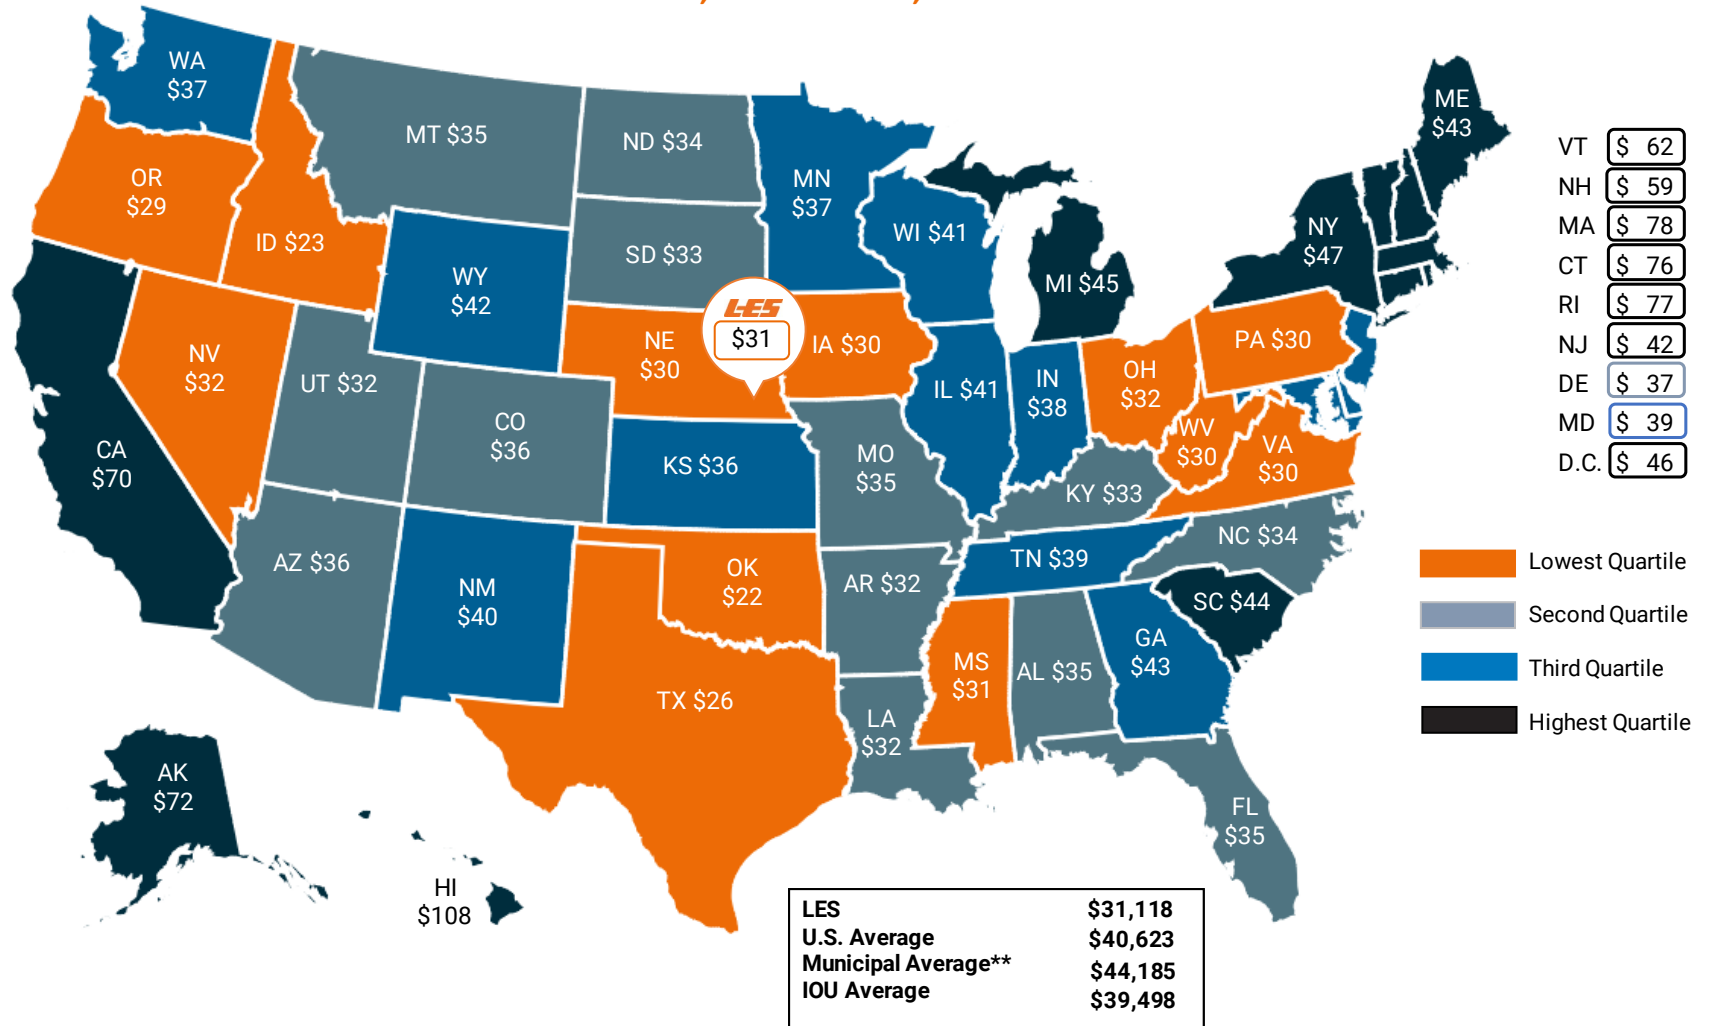 WA
$37
MT $35
ND $34
MN
$37
ME
$43
OR
$29
ID $23
WY
$42
SD $33
WI $41
MI $45
NY
$47
VT $ 62
NH $ 59
MA $ 78
CT $ 76
RI $ 77
NJ $ 42
DE $ 37
MD $ 39
D.C. $ 46
NV
$32
UT $32
CO
$36
NE
$30
LES
$31
IA $30
IL $41
IN
$38
OH
$32
PA $30
CA
$70
KS $36
MO
$35
KY $33
WV
$30
VA
$30
AZ $36
NM
$40
OK
$22
AR $32
TN $39
NC $34
SC $44
TX $26
LA
$32
MS
$31
AL $35
GA
$43
FL
$35
AK
$72
HI
$108
Lowest Quartile
Second Quartile
Third Quartile
Highest Quartile
LES $31,118
U.S. Average $40,623
Municipal Average** $44,185
IOU Average $39,498